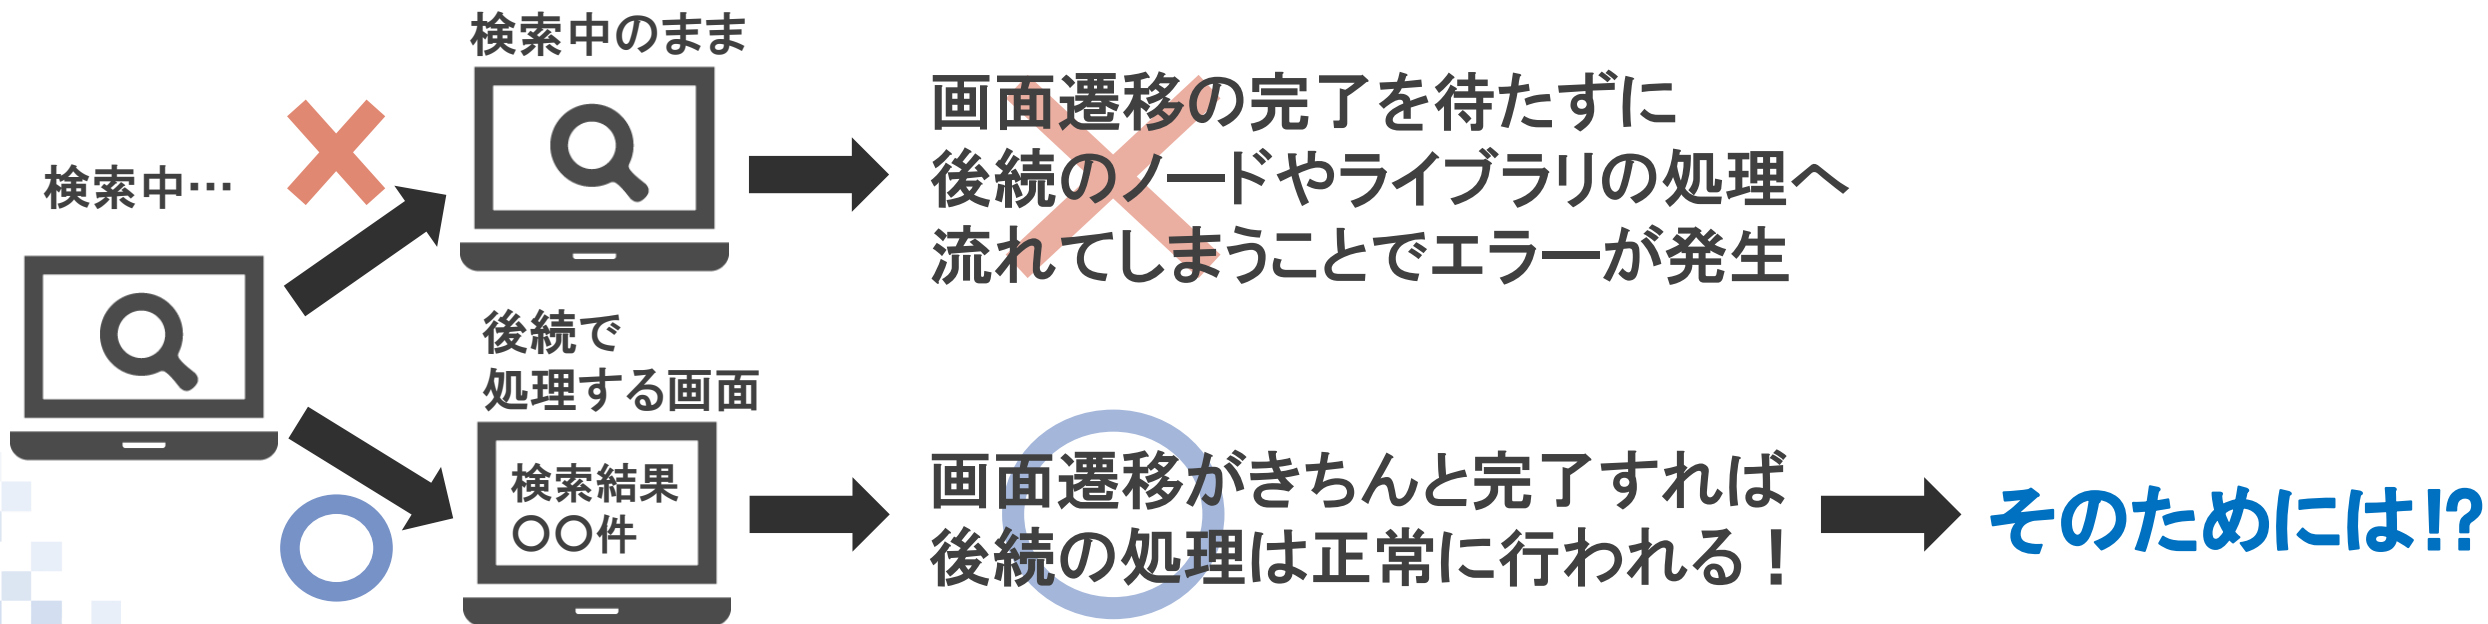 検索中…
検索中のまま
画面遷移の完了を待たずに
後続のノードやライブラリの処理へ
流れてしまうことでエラーが発生
後続で
処理する画面
検索結果
〇〇件
画面遷移がきちんと完了すれば
後続の処理は正常に行われる！
そのためには!?